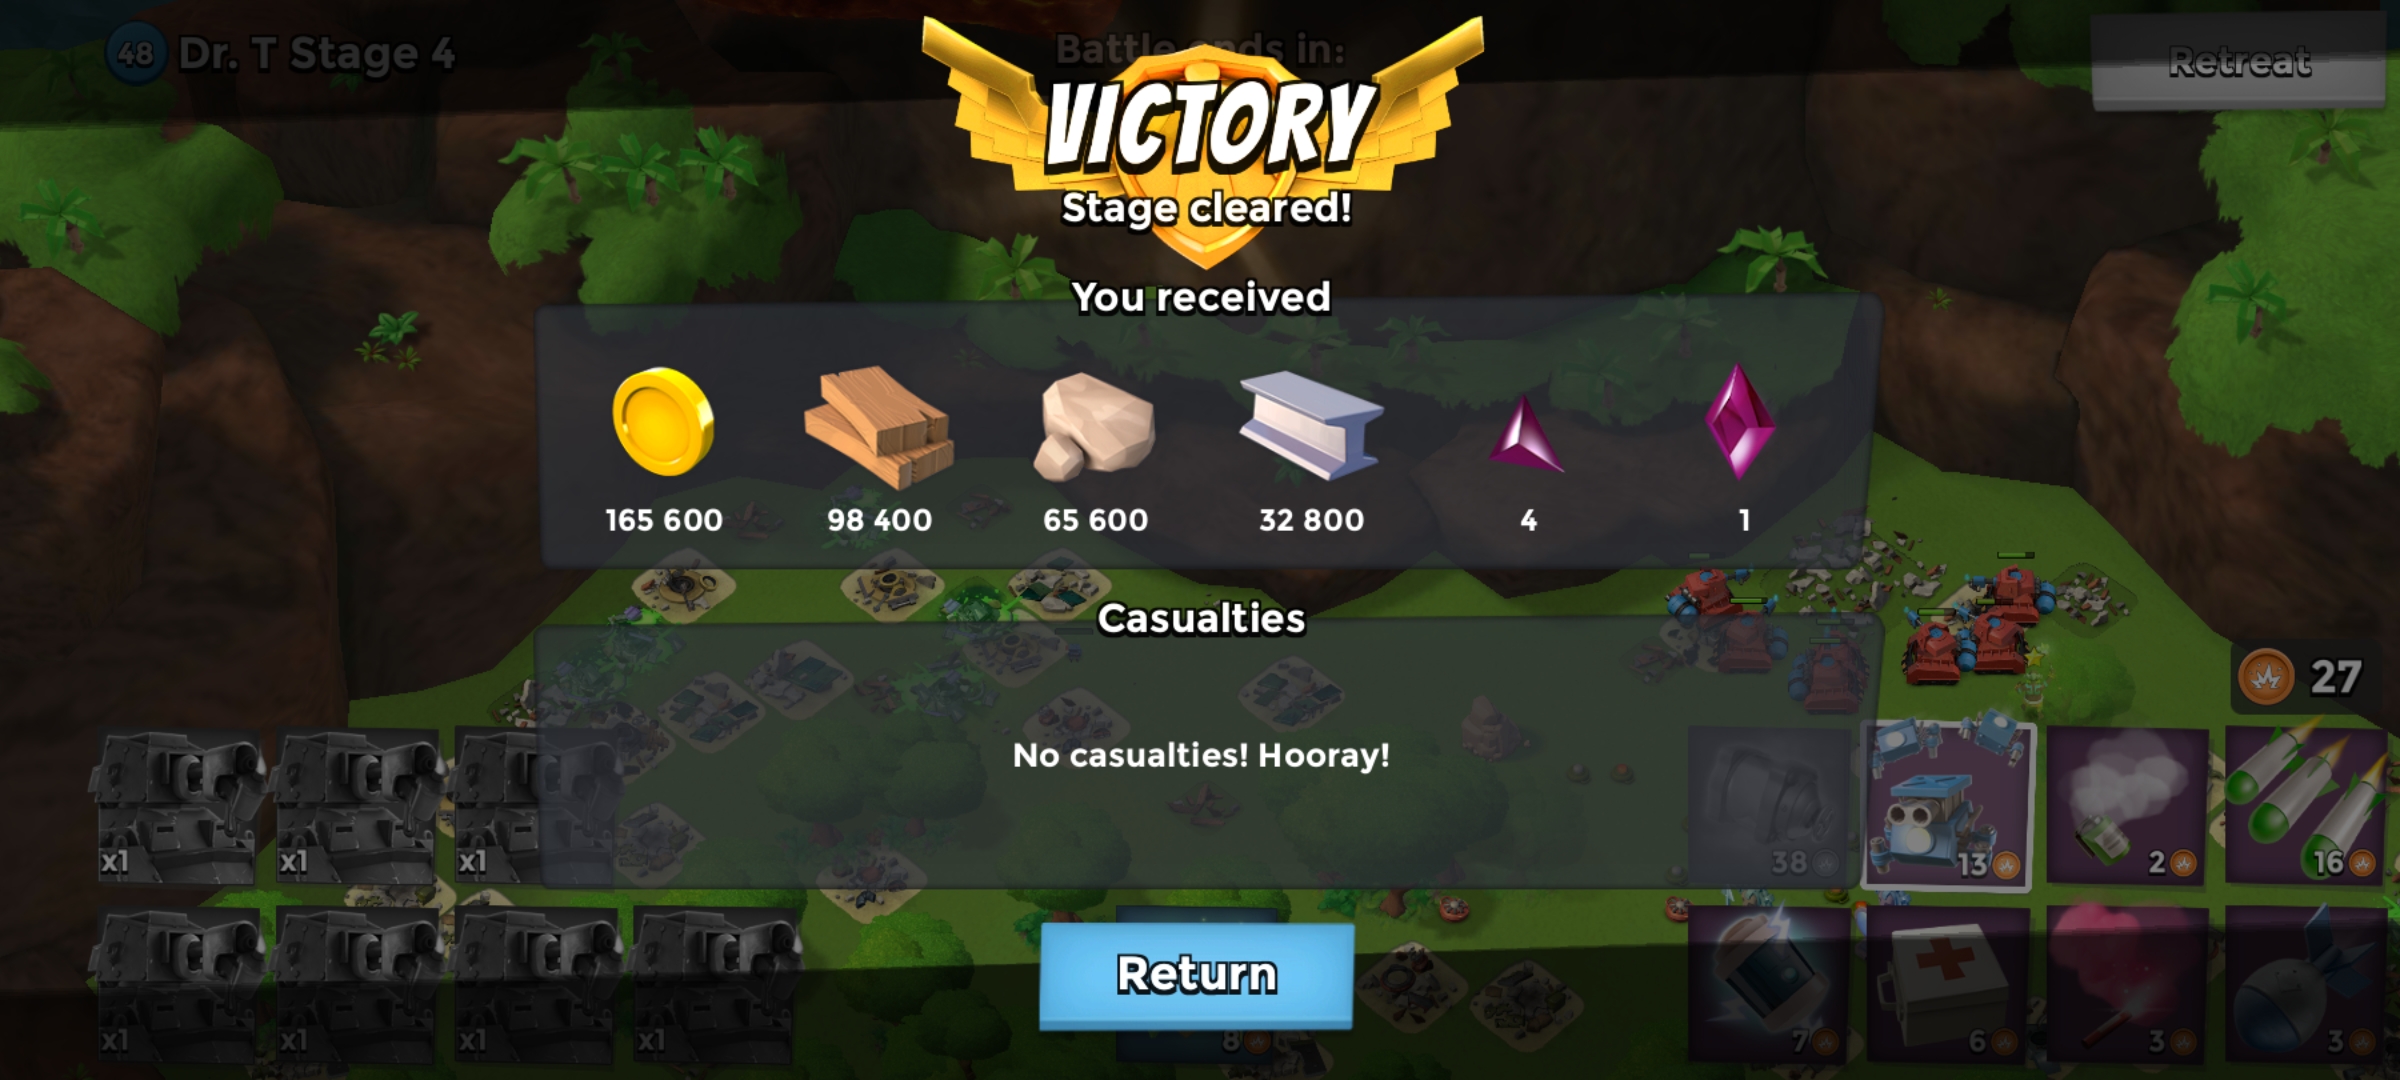 48 Dr. T Stage 4
Battle ends in:
Retreat
VICTORY
Stage cleared!
You received
165 600 98 400 65 600 32 800 4 1
Casualties
27
No casualties! Hooray!
x1 x1 x1 38 13 2 16
Return
x1 x1 x1 x1 8 7 6 3 3